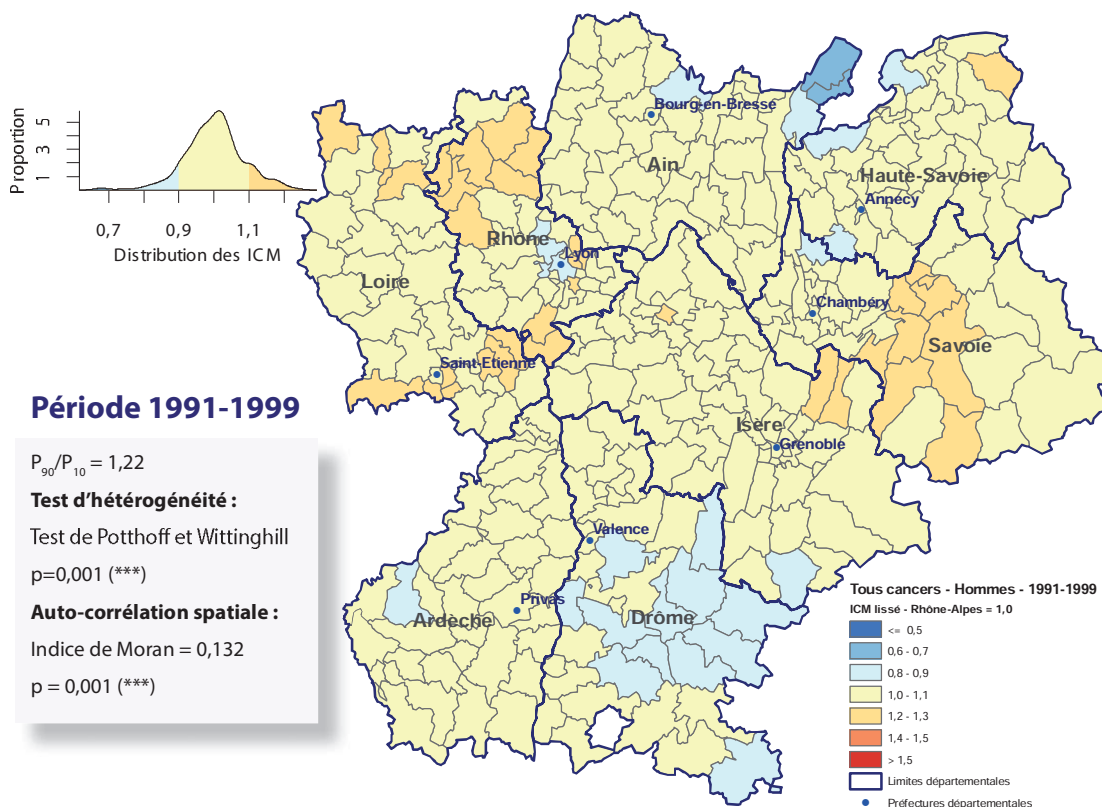 Proportion
5
3
1
0,7 0,9 1,1
Distribution des ICM
Bourg-en-Bresse
Ain
Haute-Savoie
Annecy
Rhône
Lyon
Loire
Chambéry
Savoie
Saint-Etienne
Isère
Grenoble
Valence
Privas
Ardèche
Drôme
Période 1991-1999
P90/P10 = 1,22
Test d’hétérogénéité :
Test de Potthoff et Wittinghill
p=0,001 (***)
Auto-corrélation spatiale :
Indice de Moran = 0,132
p = 0,001 (***)
Tous cancers - Hommes - 1991-1999
ICM lissé - Rhône-Alpes = 1,0
<= 0,5
0,6 - 0,7
0,8 - 0,9
1,0 - 1,1
1,2 - 1,3
1,4 - 1,5
> 1,5
Limites départementales
Préfectures départementales